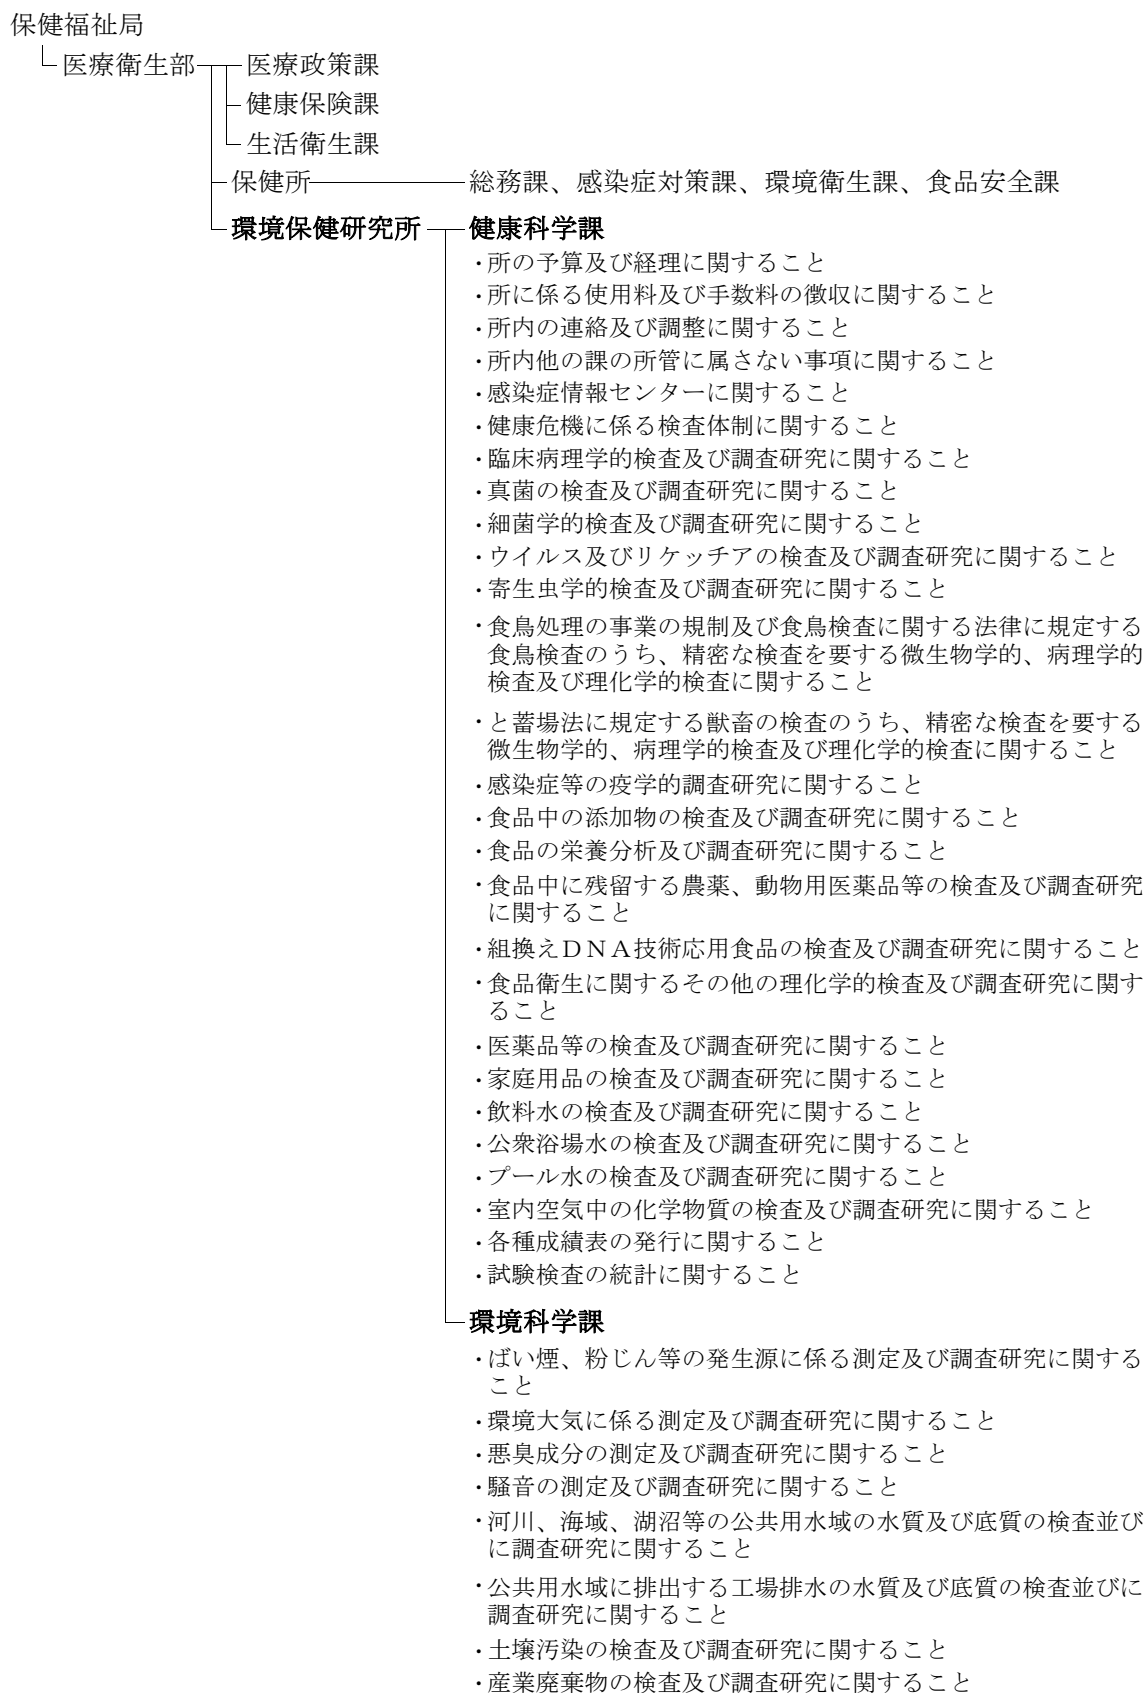 保健福祉局
医療衛生部 医療政策課
健康保険課
生活衛生課
保健所 総務課、感染症対策課、環境衛生課、食品安全課
環境保健研究所 健康科学課
・所の予算及び経理に関すること
・所に係る使用料及び手数料の徴収に関すること
・所内の連絡及び調整に関すること
・所内他の課の所管に属さない事項に関すること
・感染症情報センターに関すること
・健康危機に係る検査体制に関すること
・臨床病理学的検査及び調査研究に関すること
・真菌の検査及び調査研究に関すること
・細菌学的検査及び調査研究に関すること
・ウイルス及びリケッチアの検査及び調査研究に関すること
・寄生虫学的検査及び調査研究に関すること
・食鳥処理の事業の規制及び食鳥検査に関する法律に規定する
食鳥検査のうち、精密な検査を要する微生物学的、病理学的
検査及び理化学的検査に関すること
・と蓄場法に規定する獣畜の検査のうち、精密な検査を要する
微生物学的、病理学的検査及び理化学的検査に関すること
・感染症等の疫学的調査研究に関すること
・食品中の添加物の検査及び調査研究に関すること
・食品の栄養分析及び調査研究に関すること
・食品中に残留する農薬、動物用医薬品等の検査及び調査研究
に関すること
・組換えＤＮＡ技術応用食品の検査及び調査研究に関すること
・食品衛生に関するその他の理化学的検査及び調査研究に関す
ること
・医薬品等の検査及び調査研究に関すること
・家庭用品の検査及び調査研究に関すること
・飲料水の検査及び調査研究に関すること
・公衆浴場水の検査及び調査研究に関すること
・プール水の検査及び調査研究に関すること
・室内空気中の化学物質の検査及び調査研究に関すること
・各種成績表の発行に関すること
・試験検査の統計に関すること
環境科学課
・ばい煙、粉じん等の発生源に係る測定及び調査研究に関する
こと
・環境大気に係る測定及び調査研究に関すること
・悪臭成分の測定及び調査研究に関すること
・騒音の測定及び調査研究に関すること
・河川、海域、湖沼等の公共用水域の水質及び底質の検査並び
に調査研究に関すること
・公共用水域に排出する工場排水の水質及び底質の検査並びに
調査研究に関すること
・土壌汚染の検査及び調査研究に関すること
・産業廃棄物の検査及び調査研究に関すること